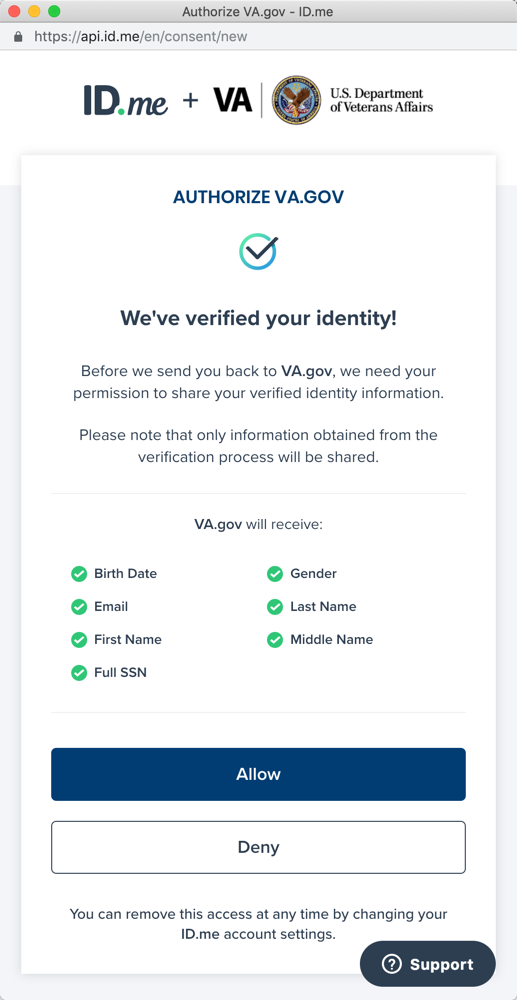 Authorize VA.gov - ID.me
https://api.id.me/en/consent/new
ID.me + VA
U.S. Department
of Veterans Affairs
AUTHORIZE VA.GOV
We've verified your identity!
Before we send you back to VA.gov, we need your
permission to share your verified identity information.
Please note that only information obtained from the
verification process will be shared.
VA.gov will receive:
Birth Date
Gender
Email
Last Name
First Name
Middle Name
Full SSN
Allow
Deny
You can remove this access at any time by changing your
ID.me account settings.
Support